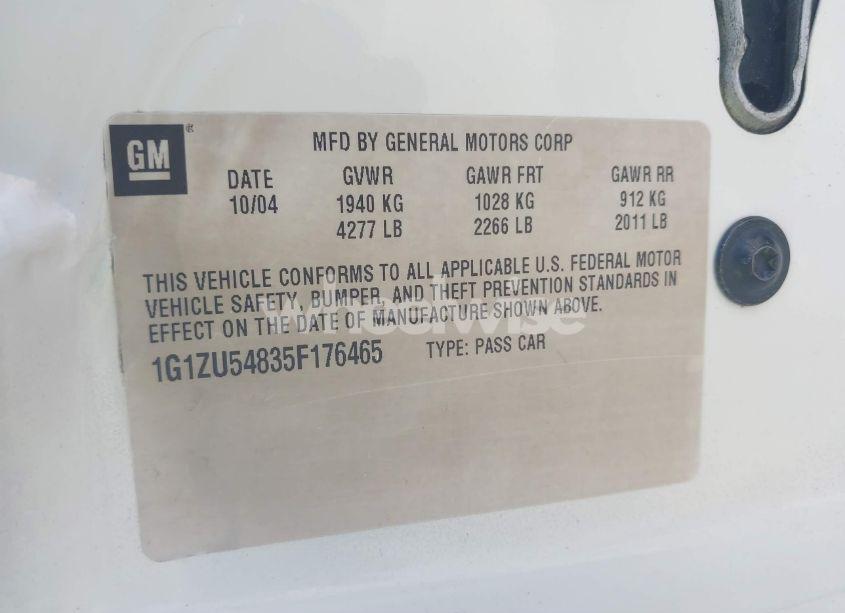 GM
MFD BY GENERAL MOTORS CORP
DATE GVWR GAWR FRT GAWR RR
10/04 1940 KG 1028 KG 912 KG
4277 LB 2266 LB 2011 LB
THIS VEHICLE CONFORMS TO ALL APPLICABLE U.S. FEDERAL MOTOR
VEHICLE SAFETY, BUMPER, AND THEFT PREVENTION STANDARDS IN
EFFECT ON THE DATE OF MANUFACTURE SHOWN ABOVE.
wheelwise
1G1ZU54835F176465 TYPE: PASS CAR